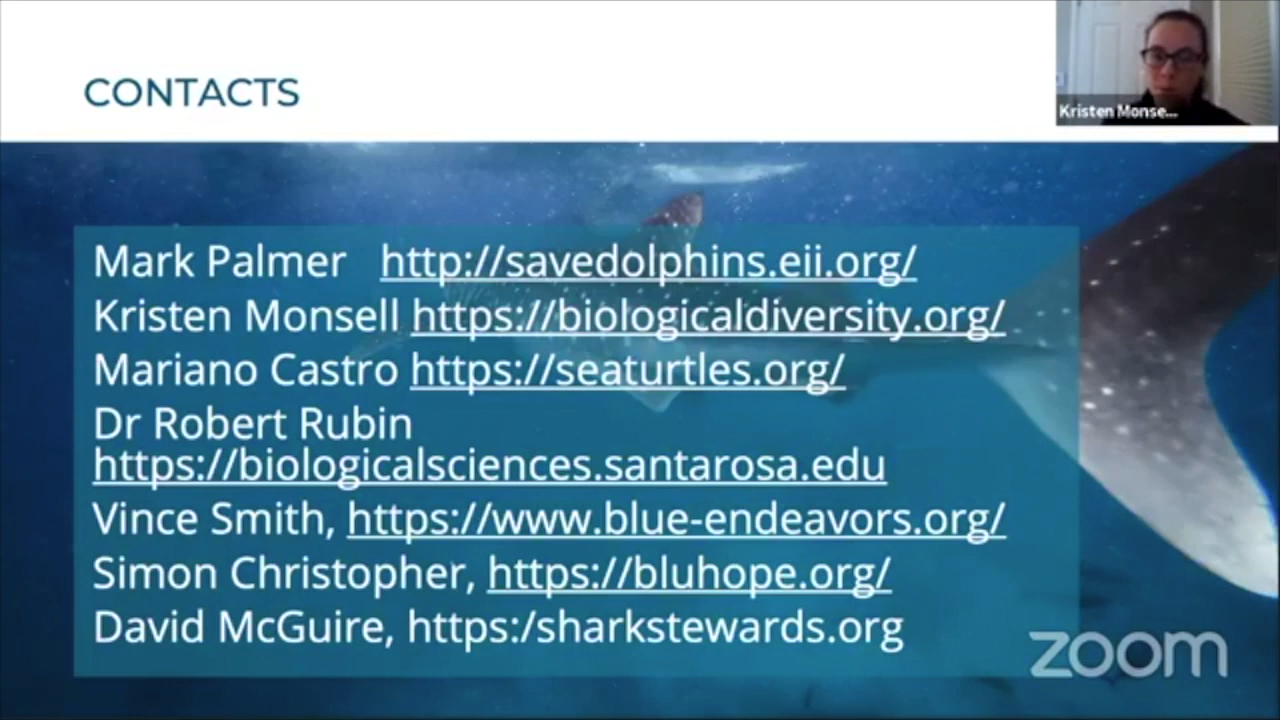 CONTACTS
Kristen Monse...
Mark Palmer http://savedolphins.eii.org/
Kristen Monsell https://biologicaldiversity.org/
Mariano Castro https://seaturtles.org/
Dr Robert Rubin
https://biologicalsciences.santarosa.edu
Vince Smith, https://www.blue-endeavors.org/
Simon Christopher, https://bluhope.org/
David McGuire, https:/sharkstewards.org
zoom